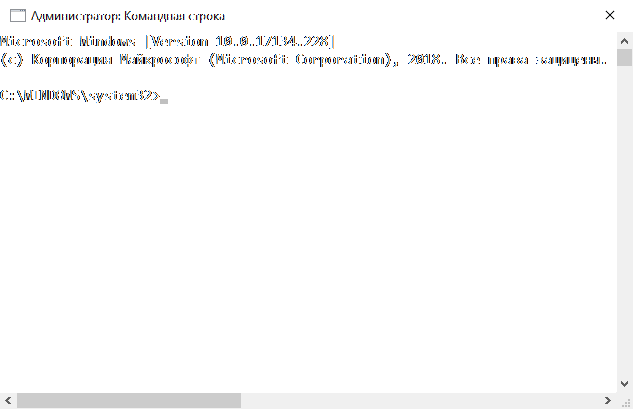 Администратор: Командная строка
Microsoft Windows [Version 10.0.17134.228]
(c) Корпорация Майкрософт (Microsoft Corporation), 2018. Все права защищены.
C:\WINDOWS\system32>